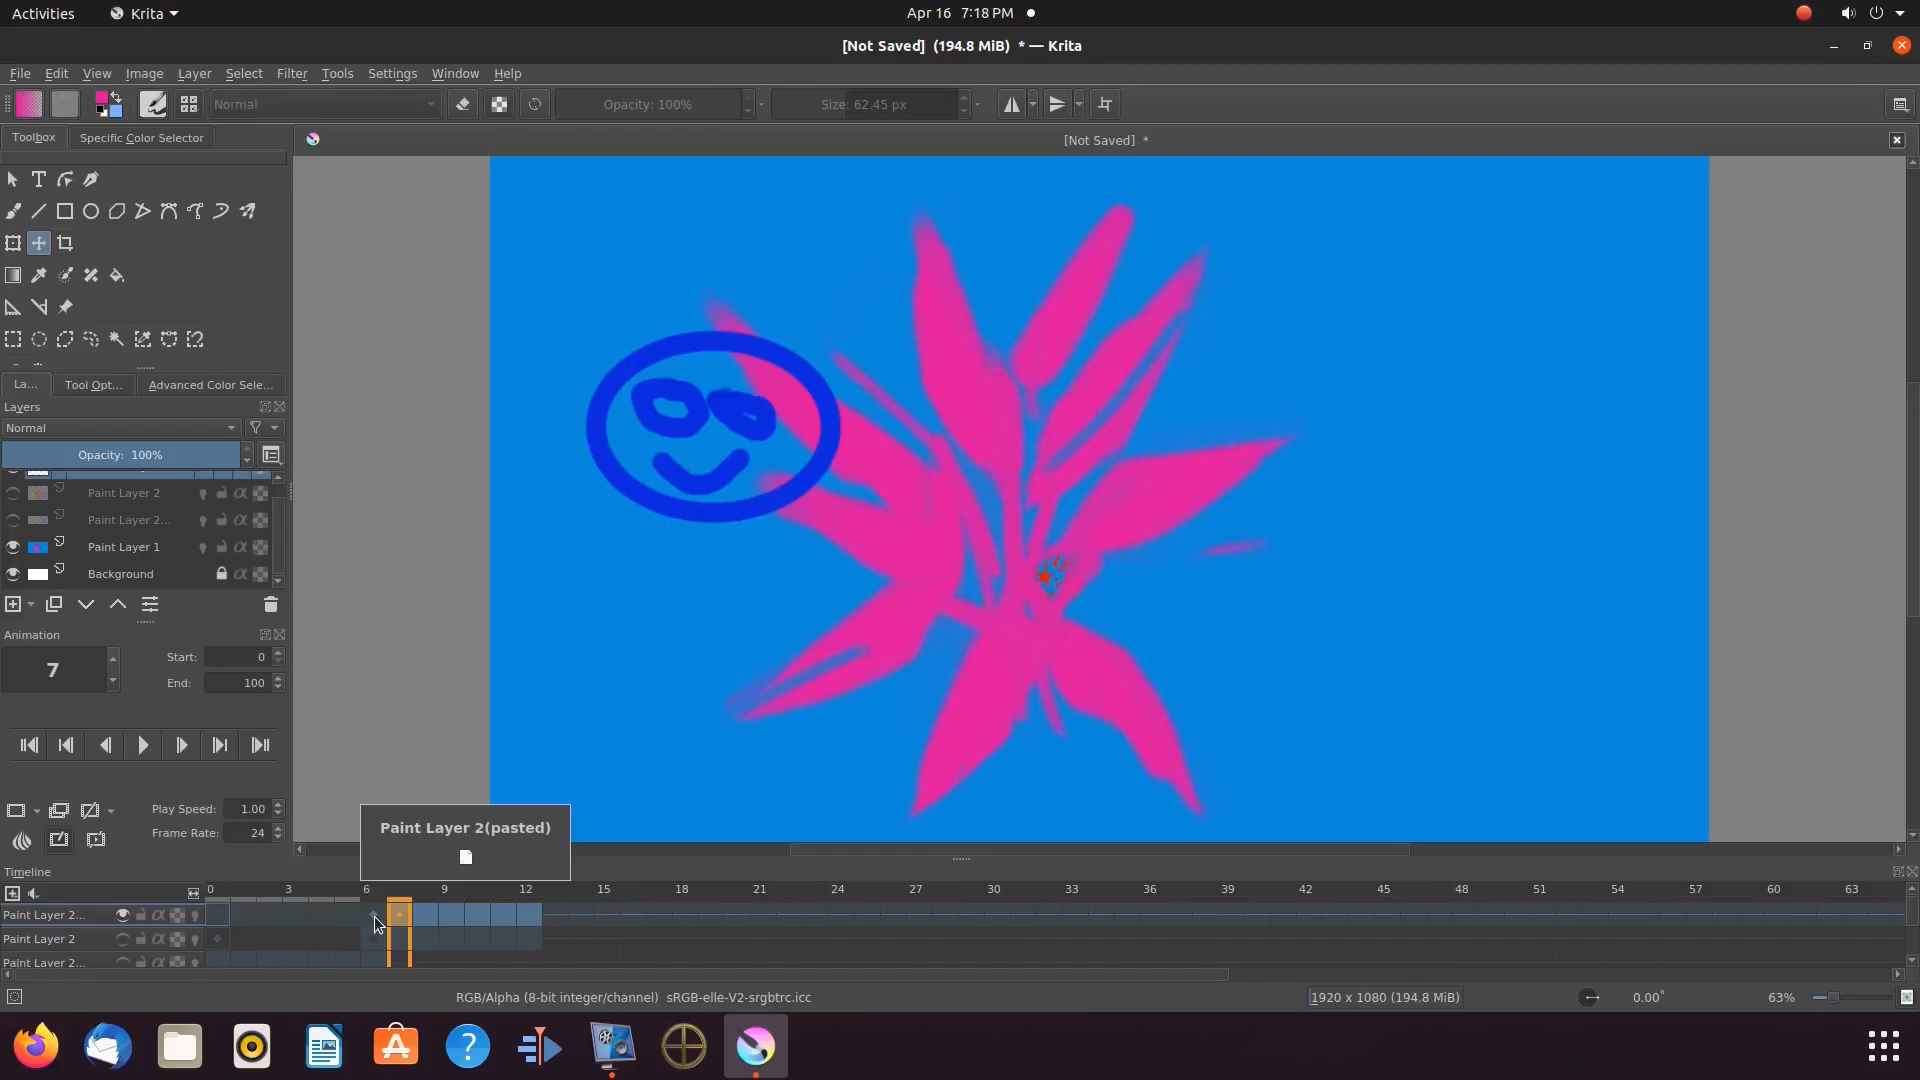 Activities
Krita
Apr 16 7:18 PM
[Not Saved] (194.8 MiB) * — Krita
File Edit View Image Layer Select Filter Tools Settings Window Help
Normal
Opacity: 100%
Size: 62.45 px
Toolbox
Specific Color Selector
[Not Saved] *
La...
Tool Opt...
Advanced Color Sele...
Layers
Normal
Opacity: 100%
Paint Layer 2
Paint Layer 2...
Paint Layer 1
Background
Animation
7
Start: 0
End: 100
Play Speed: 1.00
Frame Rate: 24
Paint Layer 2(pasted)
Timeline
0 3 6 9 12 15 18 21 24 27 30 33 36 39 42 45 48 51 54 57 60 63
Paint Layer 2...
Paint Layer 2
Paint Layer 2...
RGB/Alpha (8-bit integer/channel) sRGB-elle-V2-srgbtrc.icc
1920 x 1080 (194.8 MiB)
0.00°
63%